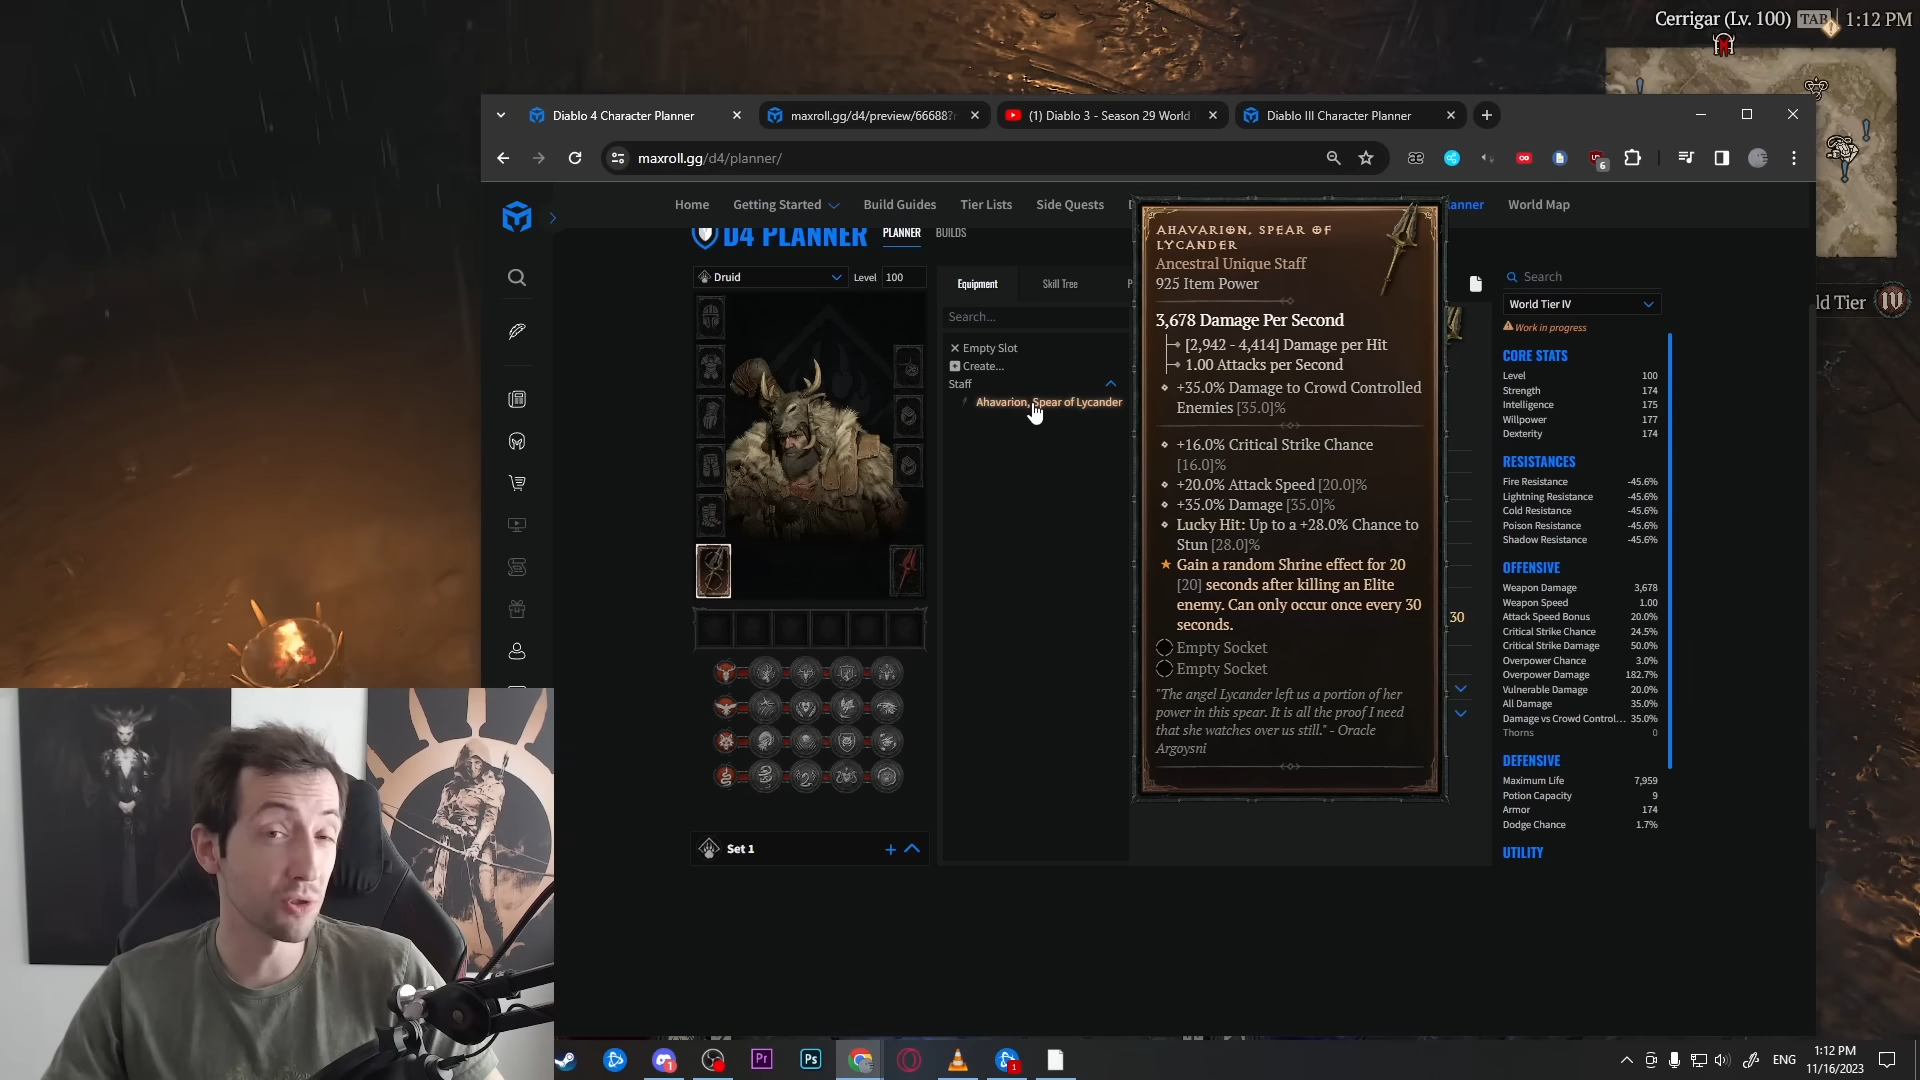 Cerrigar (Lv. 100) TAB 1:12 PM
Diablo 4 Character Planner
maxroll.gg/d4/preview/66688?
(1) Diablo 3 - Season 29 World
Diablo III Character Planner
maxroll.gg/d4/planner/
6
Home
Getting Started
Build Guides
Tier Lists
Side Quests
D
anner
World Map
D4 PLANNER
PLANNER
BUILDS
Druid
Level 100
Equipment
Skill Tree
P
Search...
Empty Slot
Create...
Staff
Ahavarion, Spear of Lycander
AHAVARION, SPEAR OF
LYCANDER
Ancestral Unique Staff
925 Item Power
3,678 Damage Per Second
[2,942 - 4,414] Damage per Hit
1.00 Attacks per Second
+35.0% Damage to Crowd Controlled
Enemies [35.0]%
+16.0% Critical Strike Chance
[16.0]%
+20.0% Attack Speed [20.0]%
+35.0% Damage [35.0]%
Lucky Hit: Up to a +28.0% Chance to
Stun [28.0]%
Gain a random Shrine effect for 20
[20] seconds after killing an Elite
enemy. Can only occur once every 30
seconds.
Empty Socket
Empty Socket
"The angel Lycander left us a portion of her
power in this spear. It is all the proof I need
that she watches over us still." - Oracle
Argoysni
30
Set 1
Search
World Tier IV
Work in progress
CORE STATS
Level 100
Strength 174
Intelligence 175
Willpower 177
Dexterity 174
RESISTANCES
Fire Resistance -45.6%
Lightning Resistance -45.6%
Cold Resistance -45.6%
Poison Resistance -45.6%
Shadow Resistance -45.6%
OFFENSIVE
Weapon Damage 3,678
Weapon Speed 1.00
Attack Speed Bonus 20.0%
Critical Strike Chance 24.5%
Critical Strike Damage 50.0%
Overpower Chance 3.0%
Overpower Damage 182.7%
Vulnerable Damage 20.0%
All Damage 35.0%
Damage vs Crowd Control... 35.0%
Thorns 0
DEFENSIVE
Maximum Life 7,959
Potion Capacity 9
Armor 174
Dodge Chance 1.7%
UTILITY
ld Tier IV
Pr
Ps
1
1
ENG
1:12 PM
11/16/2023